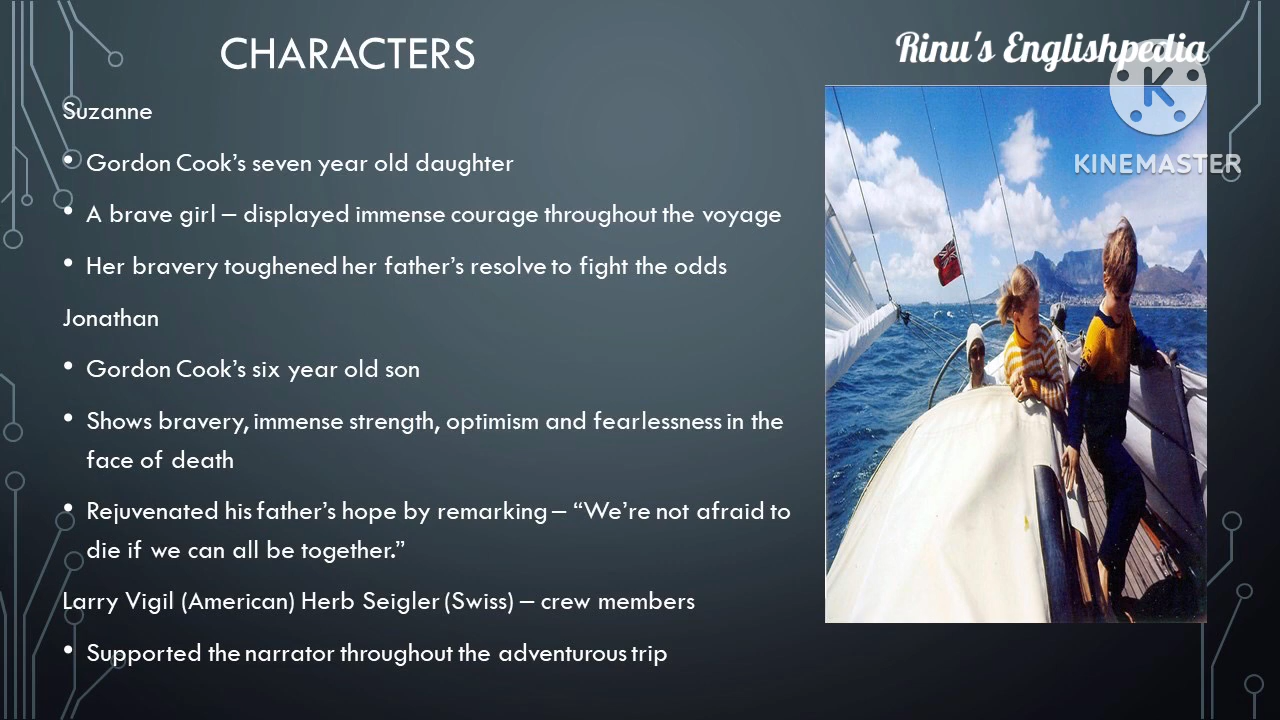 CHARACTERS
Rinu's Englishpedia
K
KINEMASTER
Suzanne
• Gordon Cook’s seven year old daughter
• A brave girl – displayed immense courage throughout the voyage
• Her bravery toughened her father’s resolve to fight the odds
Jonathan
• Gordon Cook’s six year old son
• Shows bravery, immense strength, optimism and fearlessness in the
face of death
• Rejuvenated his father’s hope by remarking – “We’re not afraid to
die if we can all be together.”
Larry Vigil (American) Herb Seigler (Swiss) – crew members
• Supported the narrator throughout the adventurous trip